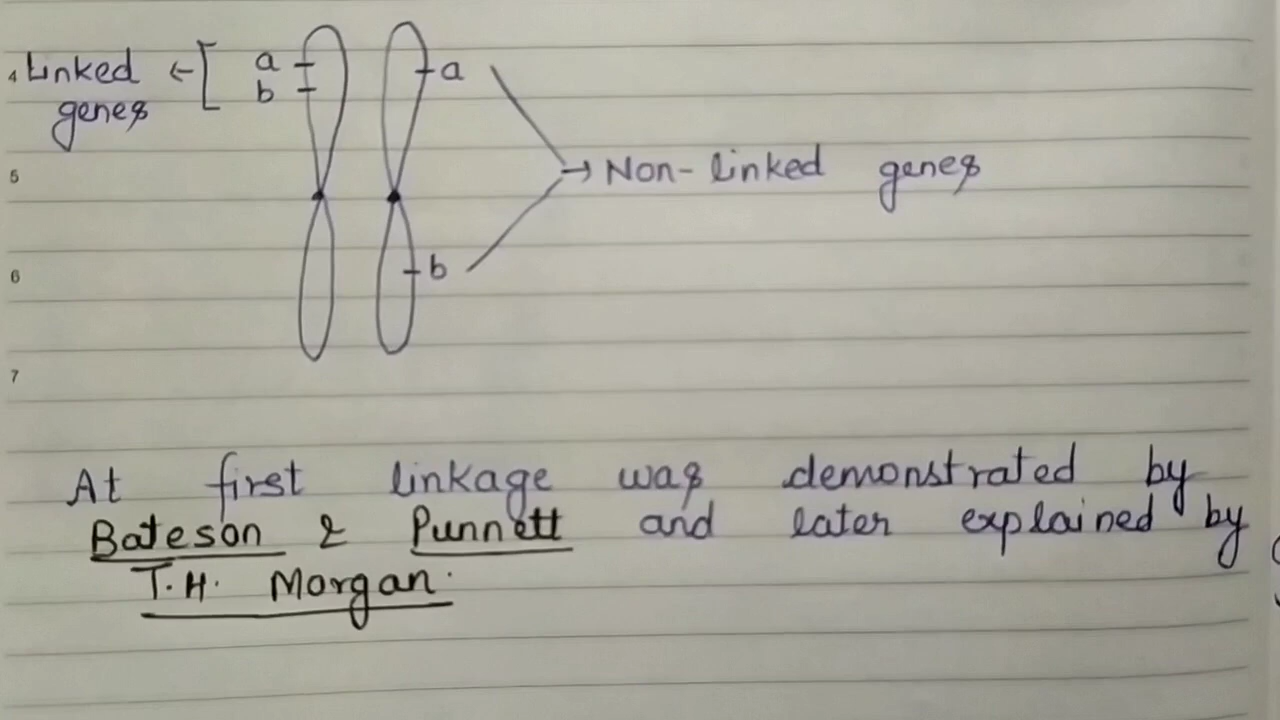 4 Linked ← [ a
genes b
a
5 → Non-linked genes
6 b
7
At first linkage was demonstrated by
Bateson & Punnett and later explained by
T.H. Morgan.